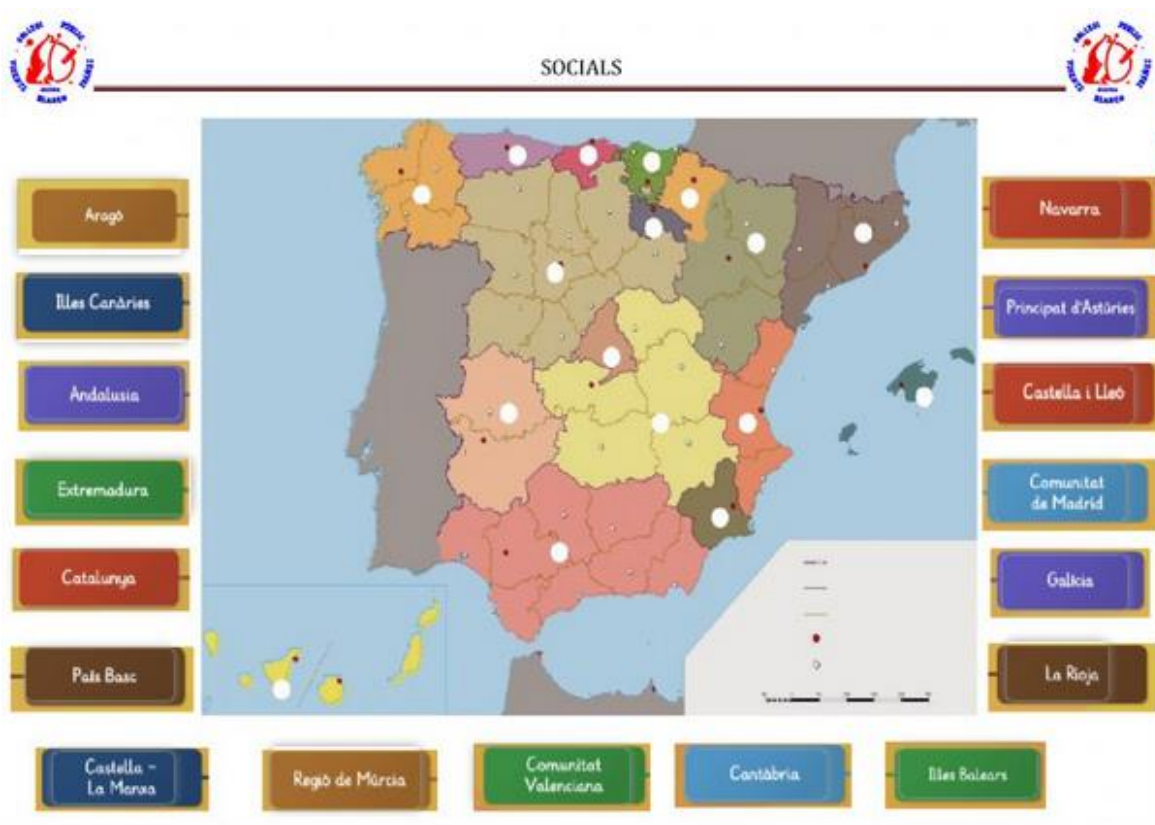 SOCIALS
Aragó
Illes Canàries
Andalusia
Extremadura
Catalunya
País Basc
Navarra
Principat d'Astúries
Castella i Lleó
Comunitat
de Madrid
Galícia
La Rioja
Castella -
La Manxa
Regió de Múrcia
Comunitat
Valenciana
Cantàbria
Illes Balears